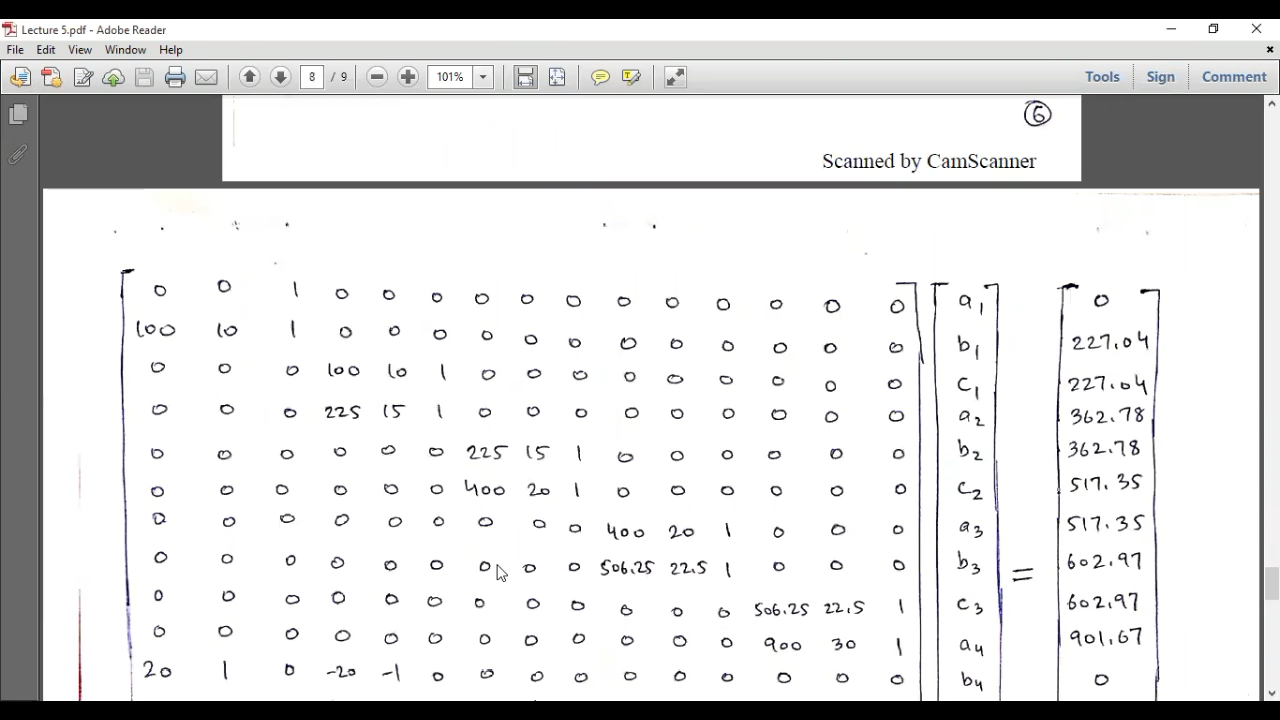 Lecture 5.pdf - Adobe Reader
File Edit View Window Help
8 / 9 101% Tools Sign Comment
6
Scanned by CamScanner
0 0 1 0 0 0 0 0 0 0 0 0 0 0 0 a1 0
100 10 1 0 0 0 0 0 0 0 0 0 0 0 0 b1 227.04
0 0 0 100 10 1 0 0 0 0 0 0 0 0 0 c1 227.04
0 0 0 225 15 1 0 0 0 0 0 0 0 0 0 a2 362.78
0 0 0 0 0 0 225 15 1 0 0 0 0 0 0 b2 362.78
0 0 0 0 0 0 400 20 1 0 0 0 0 0 0 c2 517.35
0 0 0 0 0 0 0 0 0 400 20 1 0 0 0 a3 517.35
0 0 0 0 0 0 0 0 0 506.25 22.5 1 0 0 0 b3 = 602.97
0 0 0 0 0 0 0 0 0 0 0 0 506.25 22.5 1 c3 602.97
0 0 0 0 0 0 0 0 0 0 0 0 900 30 1 a4 901.67
20 1 0 -20 -1 0 0 0 0 0 0 0 0 0 0 b4 0